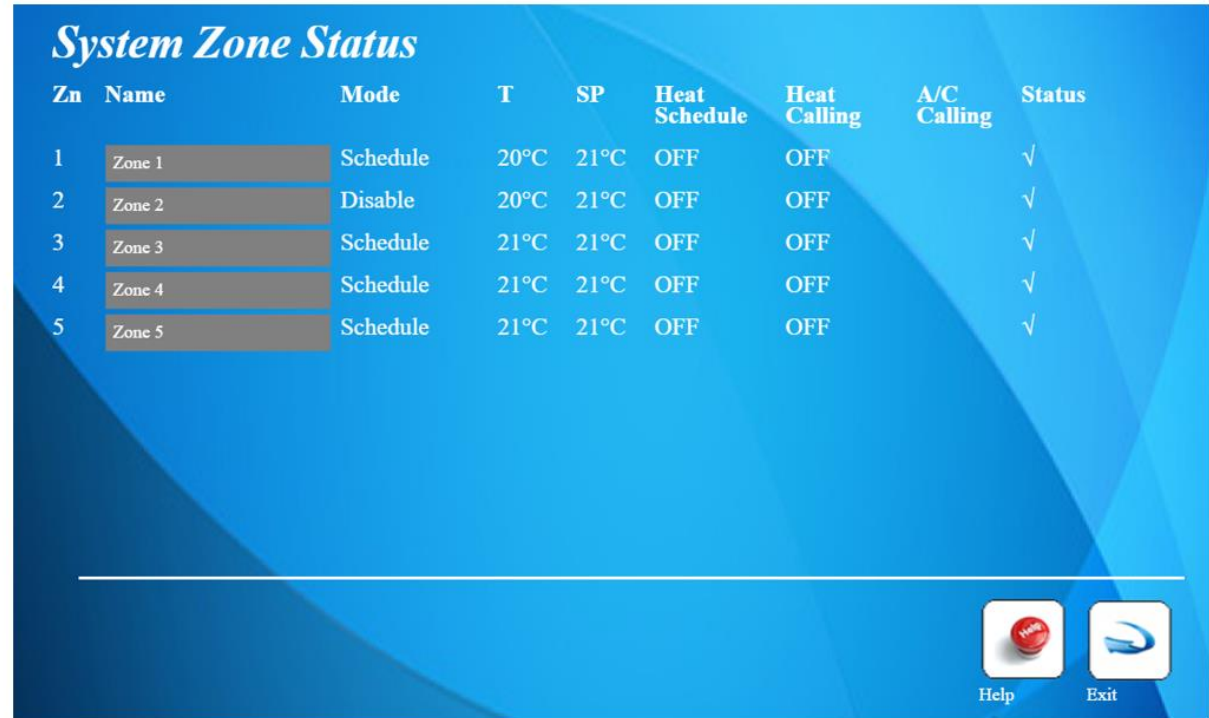 System Zone Status
Zn Name Mode T SP Heat Schedule Heat Calling A/C Calling Status
1 Zone 1 Schedule 20°C 21°C OFF OFF √
2 Zone 2 Disable 20°C 21°C OFF OFF √
3 Zone 3 Schedule 21°C 21°C OFF OFF √
4 Zone 4 Schedule 21°C 21°C OFF OFF √
5 Zone 5 Schedule 21°C 21°C OFF OFF √
Help
Help Exit